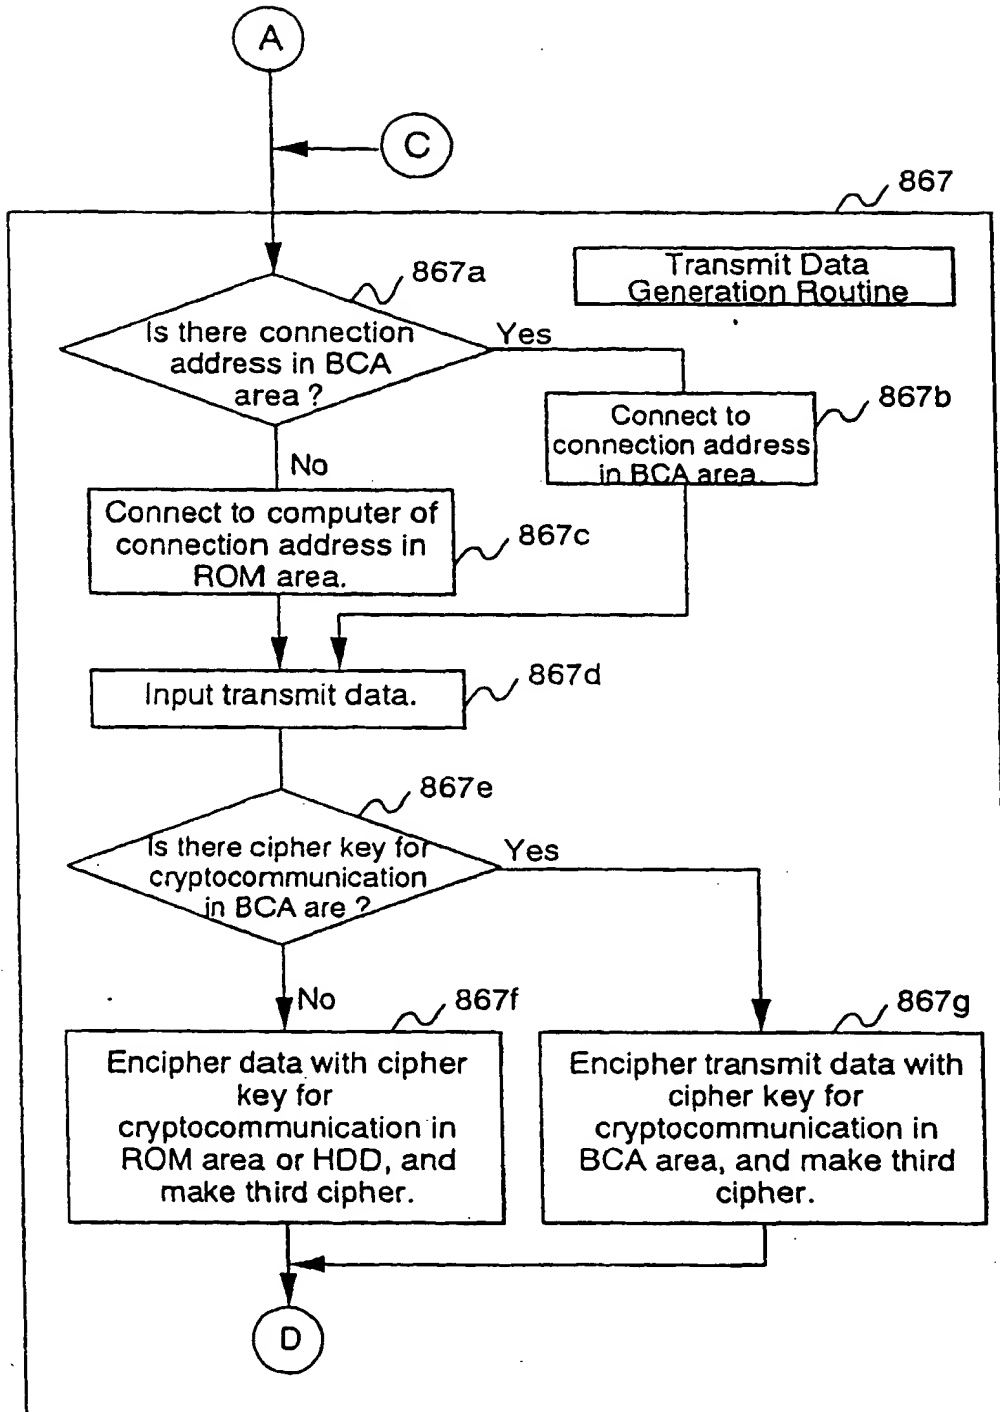 A
C
867
867a
Transmit Data
Generation Routine
Is there connection
address in BCA
area ?
Yes
867b
Connect to
connection address
in BCA area.
No
Connect to computer of
connection address in
ROM area.
867c
867d
Input transmit data.
867e
Is there cipher key for
cryptocommunication
in BCA are ?
Yes
No
867f
867g
Encipher data with cipher
key for
cryptocommunication in
ROM area or HDD, and
make third cipher.
Encipher transmit data with
cipher key for
cryptocommunication in
BCA area, and make third
cipher.
D